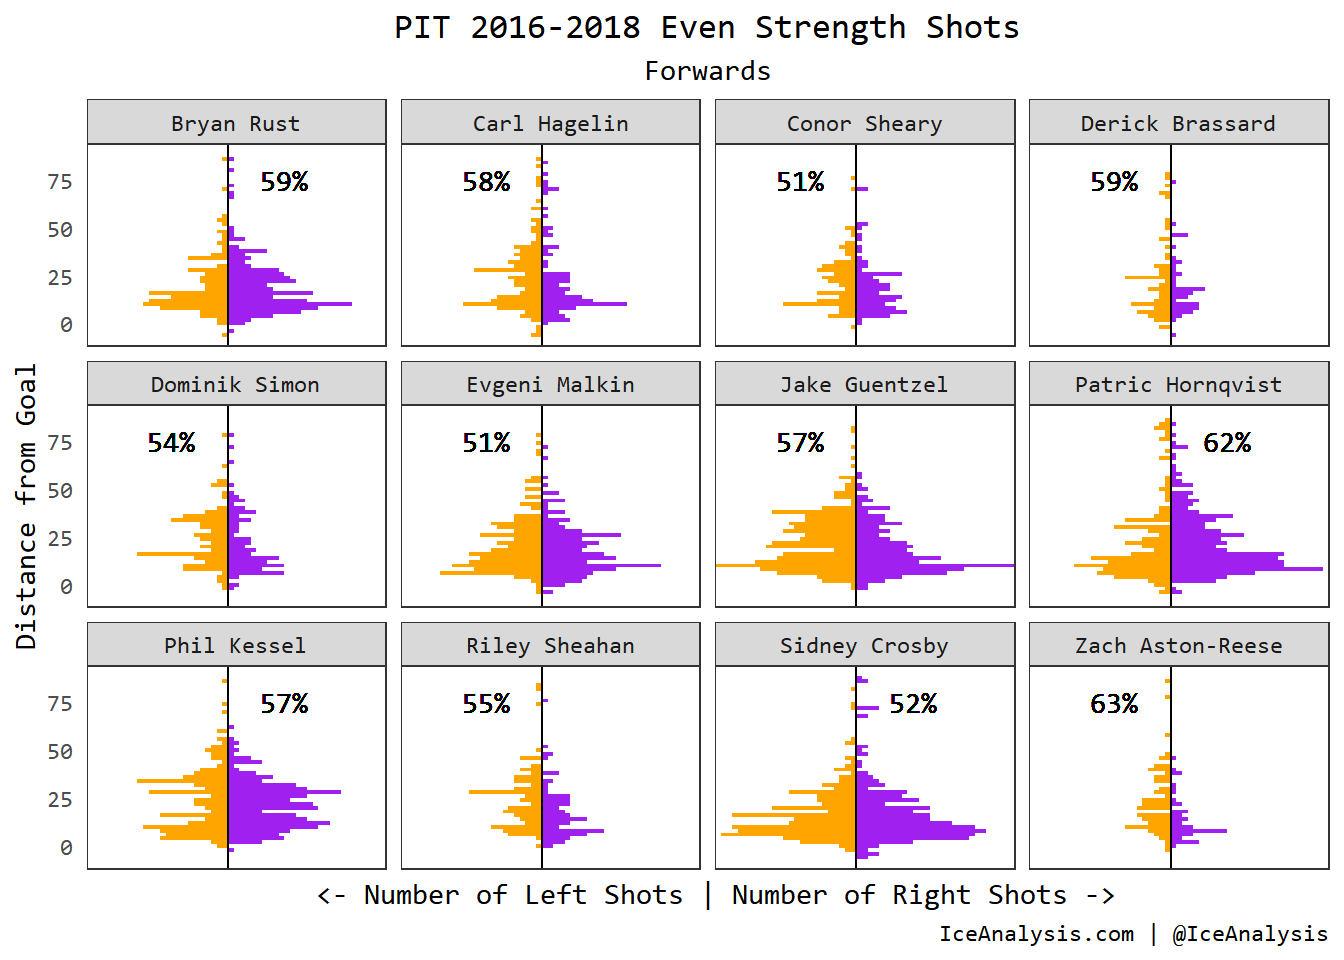 PIT 2016-2018 Even Strength Shots
Forwards
Bryan Rust
Carl Hagelin
Conor Sheary
Derick Brassard
59%
58%
51%
59%
75
50
25
0
Dominik Simon
Evgeni Malkin
Jake Guentzel
Patric Hornqvist
54%
51%
57%
62%
75
50
25
0
Phil Kessel
Riley Sheahan
Sidney Crosby
Zach Aston-Reese
57%
55%
52%
63%
75
50
25
0
Distance from Goal
<- Number of Left Shots | Number of Right Shots ->
IceAnalysis.com | @IceAnalysis